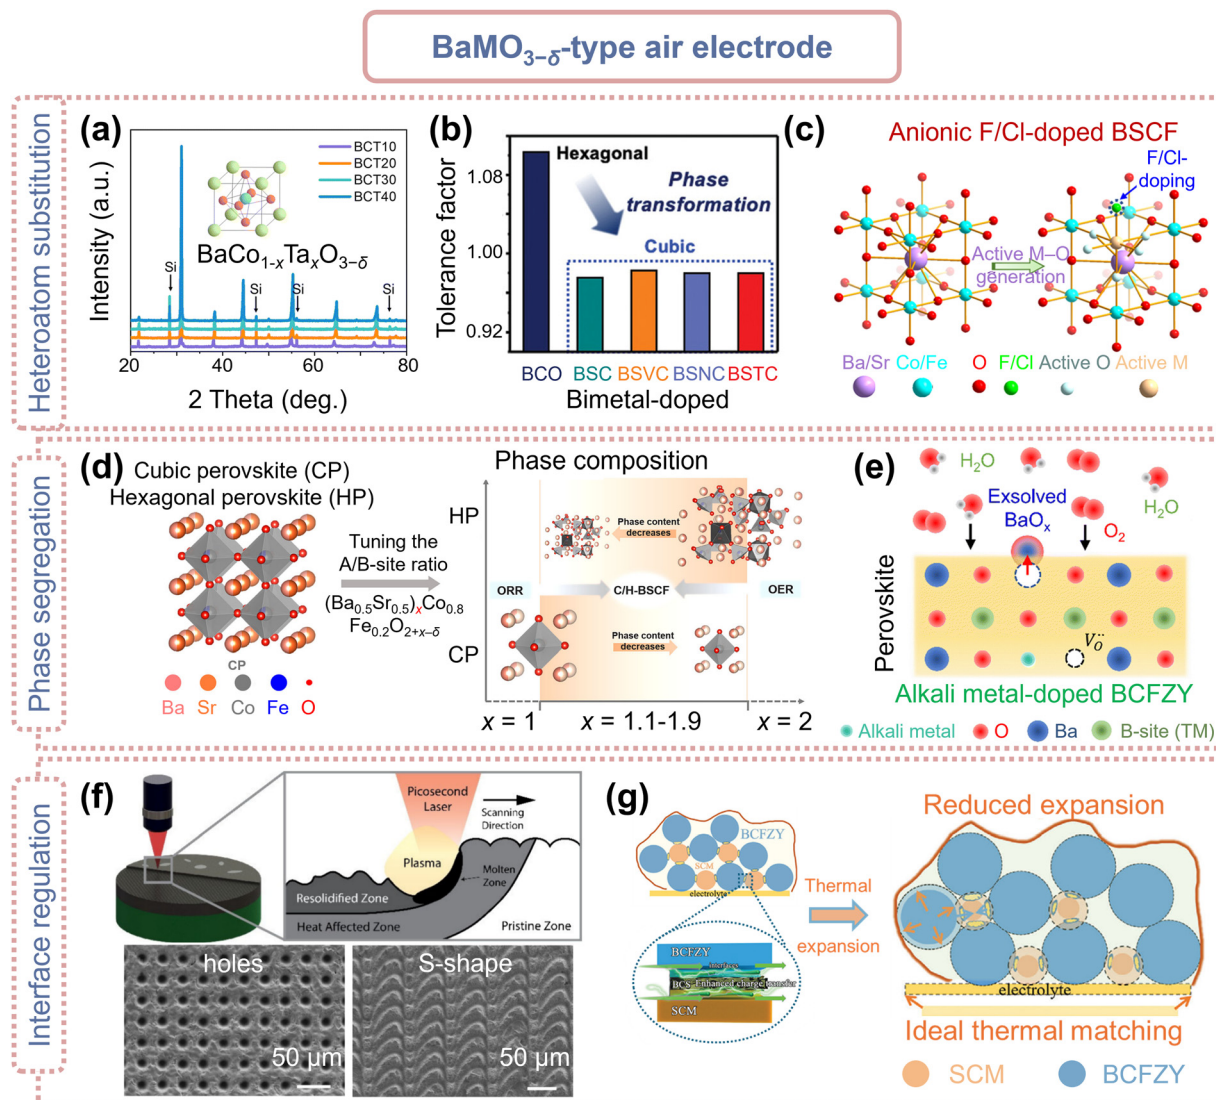 BaMO3−δ-type air electrode
Heteroatom substitution
(a)
Intensity (a.u.)
BCT10
BCT20
BCT30
BCT40
BaCo1-xTaxO3−δ
Si
Si
Si
Si
20 40 60 80
2 Theta (deg.)
(b)
Tolerance factor
1.08
1.00
0.92
Hexagonal
Phase
transformation
Cubic
BCO BSC BSVC BSNC BSTC
Bimetal-doped
(c)
Anionic F/Cl-doped BSCF
F/Cl-
doping
Active M–O
generation
Ba/Sr Co/Fe O F/Cl Active O Active M
Phase segregation
(d)
Cubic perovskite (CP)
Hexagonal perovskite (HP)
CP
Ba Sr Co Fe O
Tuning the
A/B-site ratio
(Ba0.5Sr0.5)xCo0.8
Fe0.2O2+x−δ
Phase composition
HP
CP
Phase content
decreases
ORR
C/H-BSCF
OER
Phase content
decreases
x = 1 x = 1.1-1.9 x = 2
(e)
H2O
Exsolved
BaOx
H2O
O2
Perovskite
VO··
Alkali metal-doped BCFZY
Alkali metal O Ba B-site (TM)
Interface regulation
(f)
Picosecond
Laser
Scanning
Direction
Plasma
Molten
Zone
Resolidified Zone
Heat Affected Zone
Pristine Zone
holes
50 μm
S-shape
50 μm
(g)
BCFZY
SCM
electrolyte
BCFZY
Interfaces
BCS Enhanced charge transfer
SCM
Thermal
expansion
Reduced expansion
electrolyte
Ideal thermal matching
SCM BCFZY